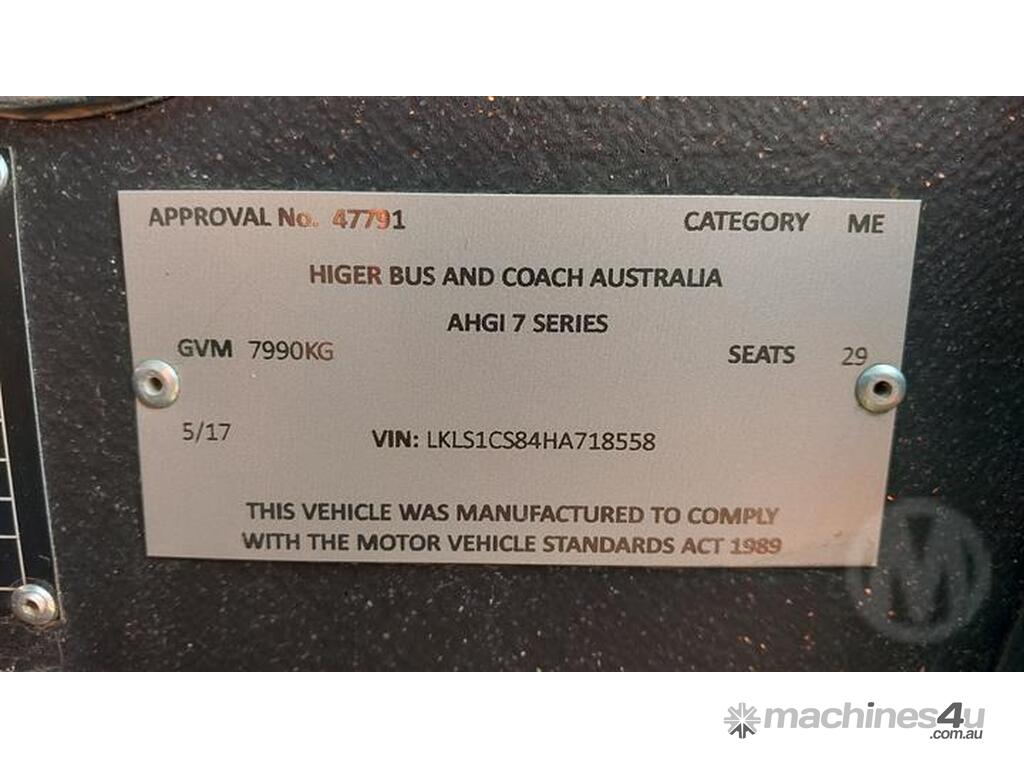 APPROVAL No. 47791 CATEGORY ME
HIGER BUS AND COACH AUSTRALIA
AHGI 7 SERIES
GVM 7990KG SEATS 29
5/17 VIN: LKLS1CS84HA718558
THIS VEHICLE WAS MANUFACTURED TO COMPLY
WITH THE MOTOR VEHICLE STANDARDS ACT 1989
M
machines4u
.com.au